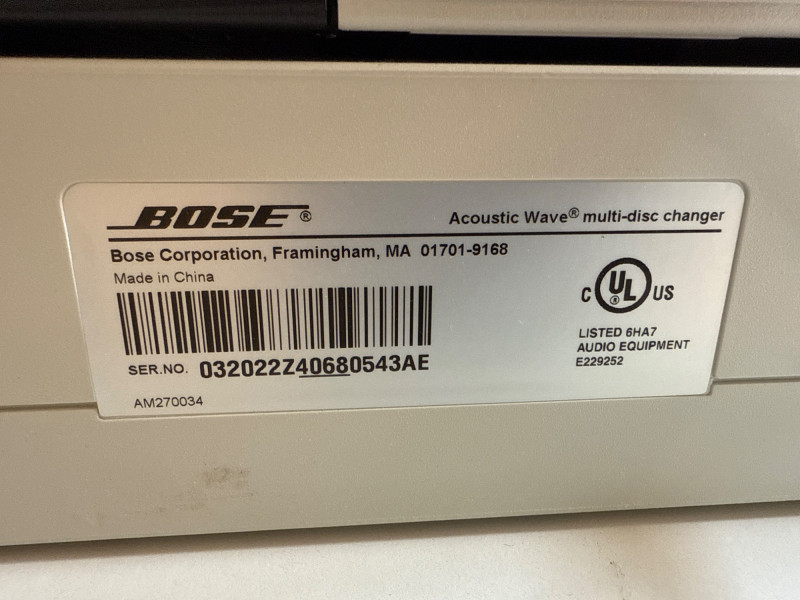 BOSE®
Acoustic Wave® multi-disc changer
Bose Corporation, Framingham, MA 01701-9168
Made in China
SER.NO. 032022Z40680543AE
AM270034
C UL® US
LISTED 6HA7
AUDIO EQUIPMENT
E229252